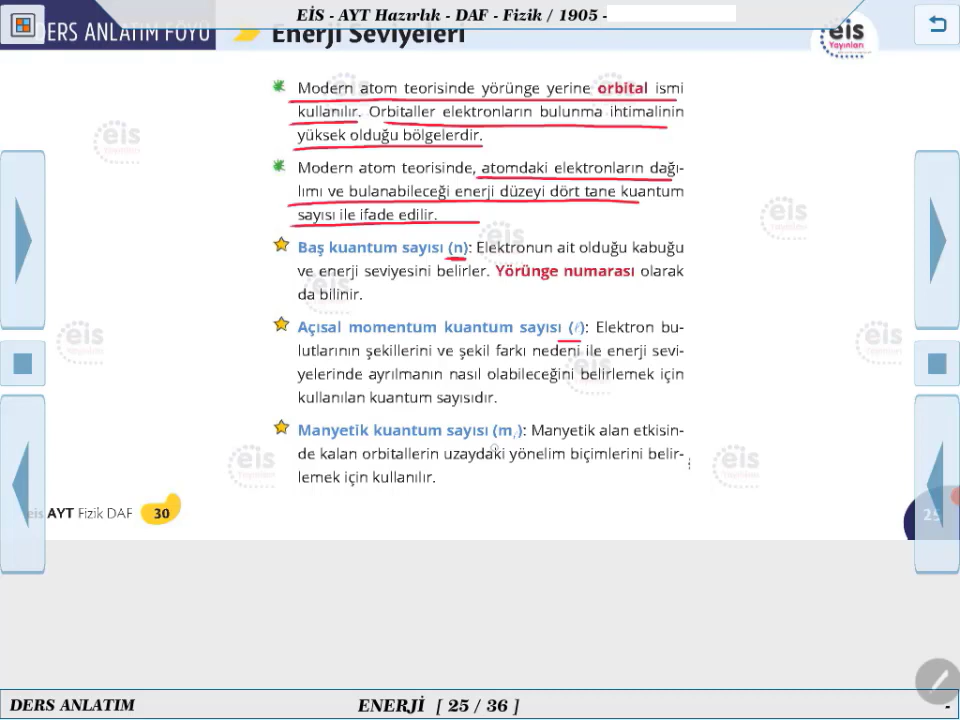 EİS - AYT Hazırlık - DAF - Fizik / 1905 -
DERS ANLATIM FÖYÜ
Enerji Seviyeleri
eis
Yayınları
Modern atom teorisinde yörünge yerine orbital ismi
kullanılır. Orbitaller elektronların bulunma ihtimalinin
yüksek olduğu bölgelerdir.
Modern atom teorisinde, atomdaki elektronların dağı-
lımı ve bulanabileceği enerji düzeyi dört tane kuantum
sayısı ile ifade edilir.
Baş kuantum sayısı (n): Elektronun ait olduğu kabuğu
ve enerji seviyesini belirler. Yörünge numarası olarak
da bilinir.
Açısal momentum kuantum sayısı (ℓ): Elektron bu-
lutlarının şekillerini ve şekil farkı nedeni ile enerji sevi-
yelerinde ayrılmanın nasıl olabileceğini belirlemek için
kullanılan kuantum sayısıdır.
Manyetik kuantum sayısı (mℓ): Manyetik alan etkisin-
de kalan orbitallerin uzaydaki yönelim biçimlerini belir-
lemek için kullanılır.
eis AYT Fizik DAF 30
25
DERS ANLATIM ENERJİ [ 25 / 36 ] -